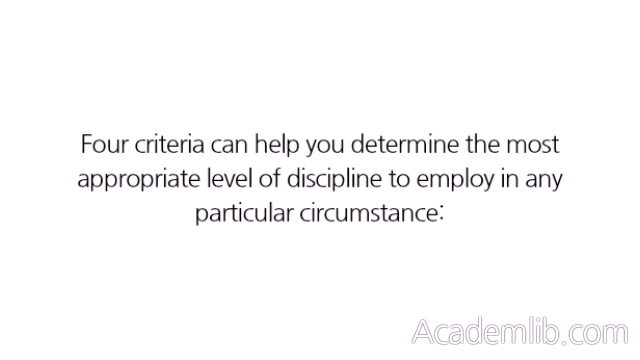 Four criteria can help you determine the most
appropriate level of discipline to employ in any
particular circumstance:
Academlib.com